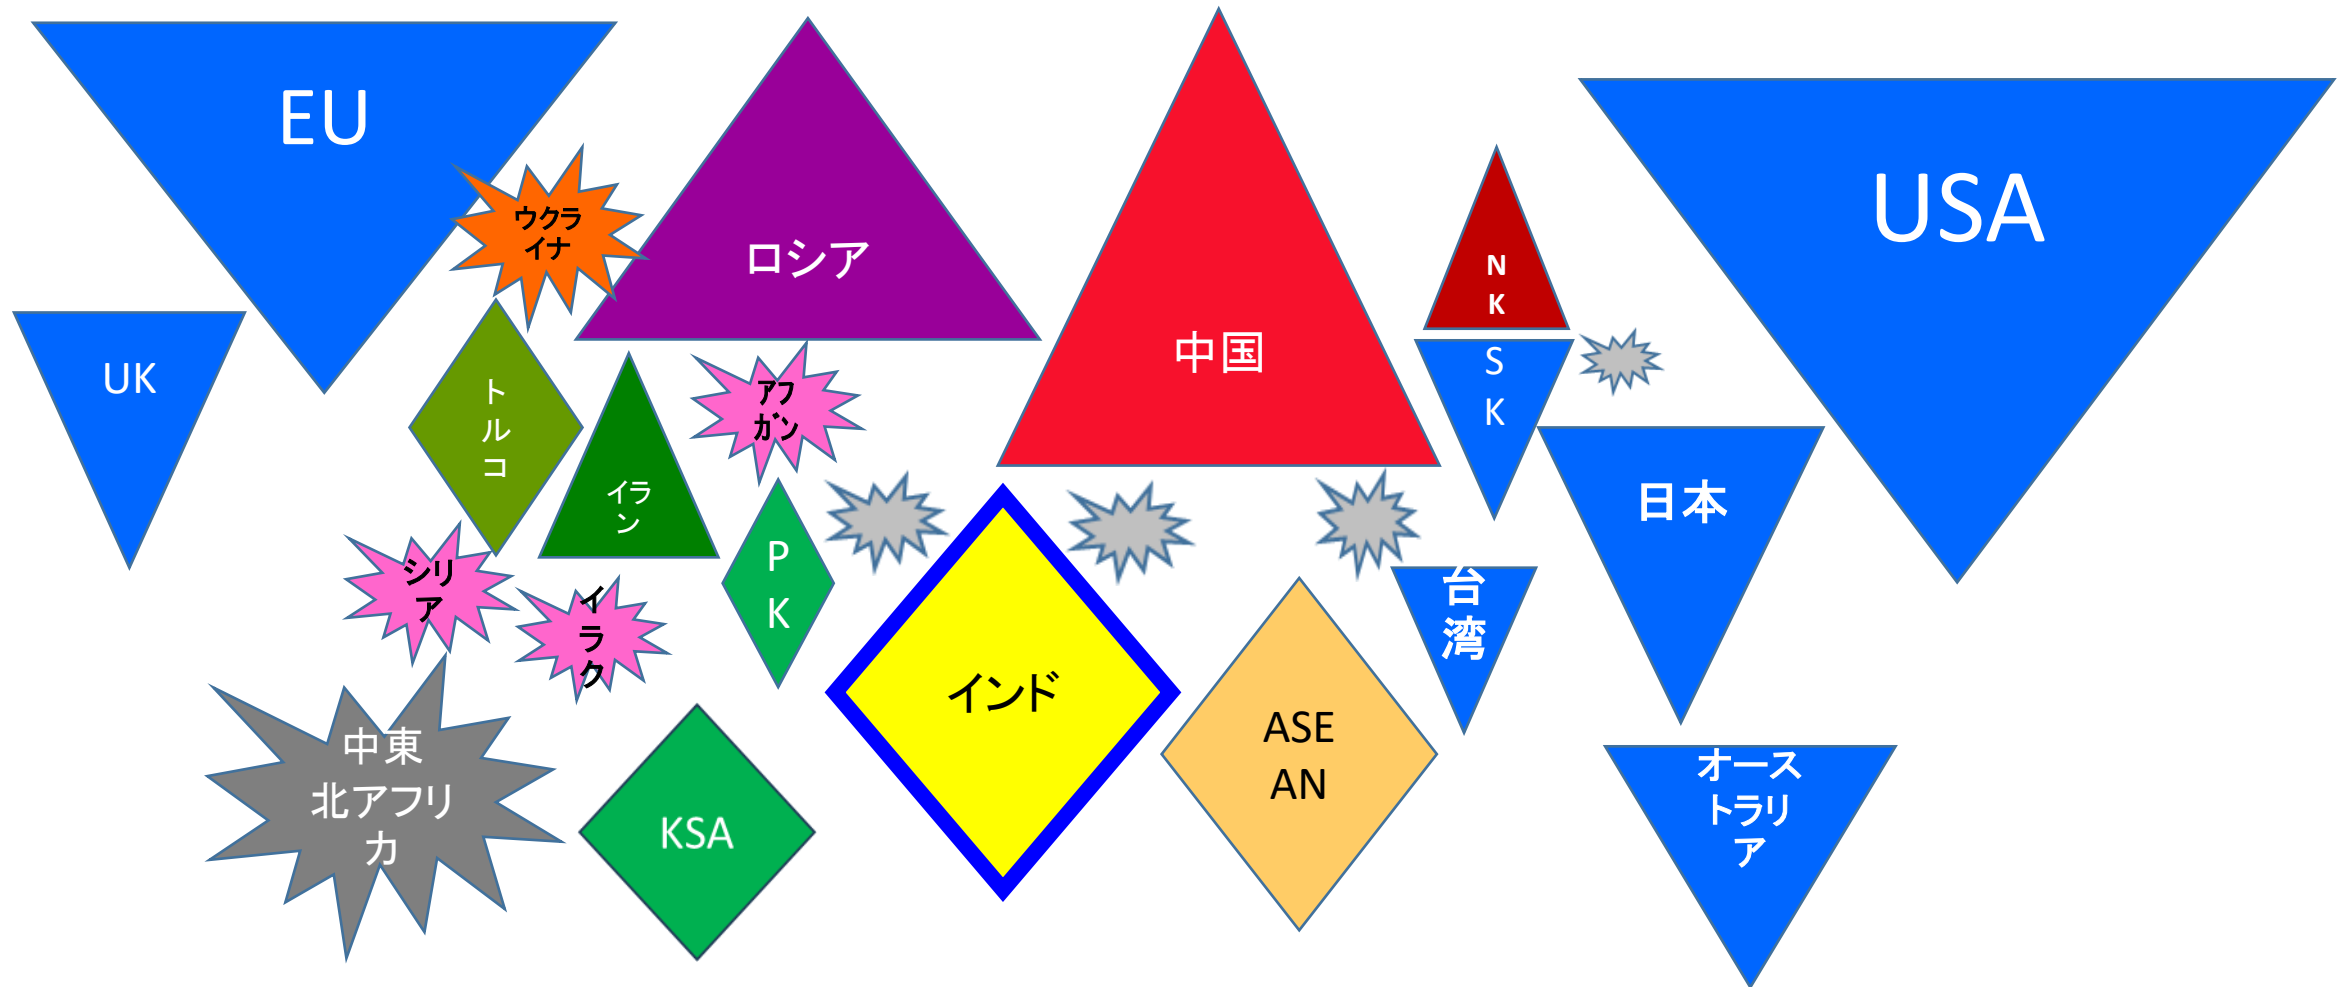 EU
USA
ウクラ
イナ
ロシア
N
K
中国
S
K
UK
ト
ル
コ
アフ
ガン
イラ
ン
日本
P
K
シリ
ア
イ
ラ
ク
台
湾
インド
ASE
AN
中東
北アフリ
カ
KSA
オース
トラリ
ア